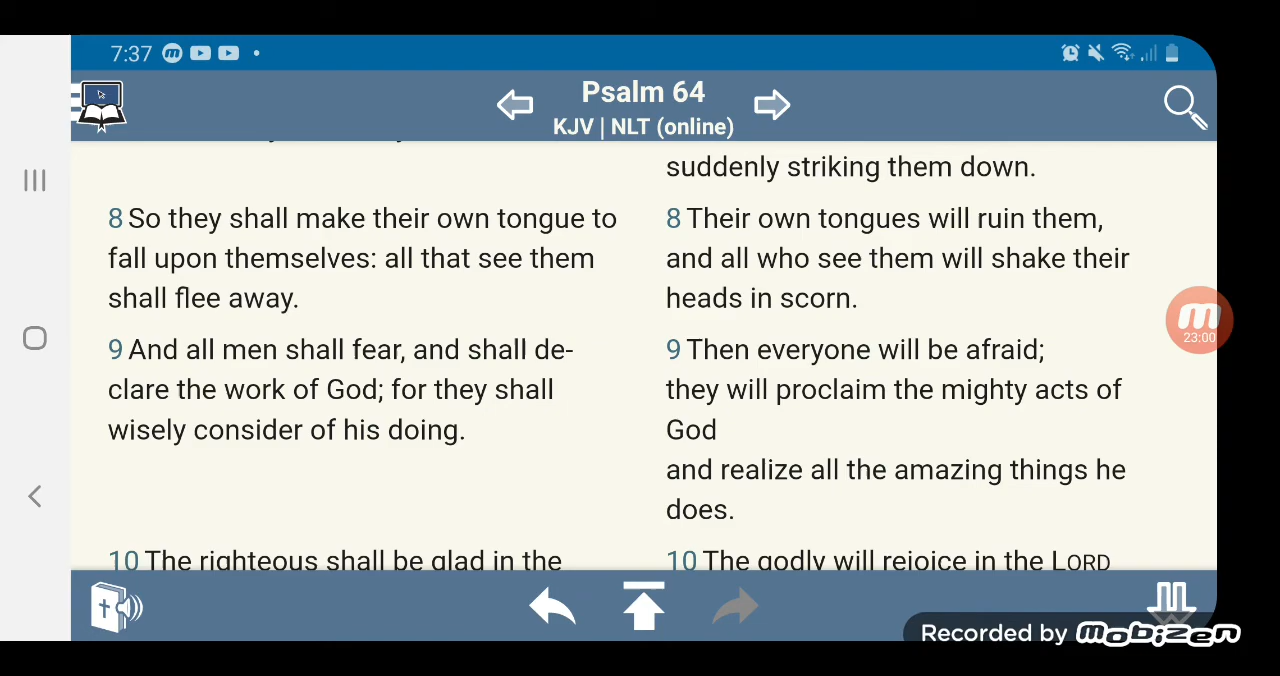 7:37
Psalm 64
KJV | NLT (online)
suddenly striking them down.
8 So they shall make their own tongue to
fall upon themselves: all that see them
shall flee away.
9 And all men shall fear, and shall de-
clare the work of God; for they shall
wisely consider of his doing.
10 The righteous shall be glad in the
8 Their own tongues will ruin them,
and all who see them will shake their
heads in scorn.
9 Then everyone will be afraid;
they will proclaim the mighty acts of
God
and realize all the amazing things he
does.
10 The godly will rejoice in the LORD
23:00
Recorded by mobizen